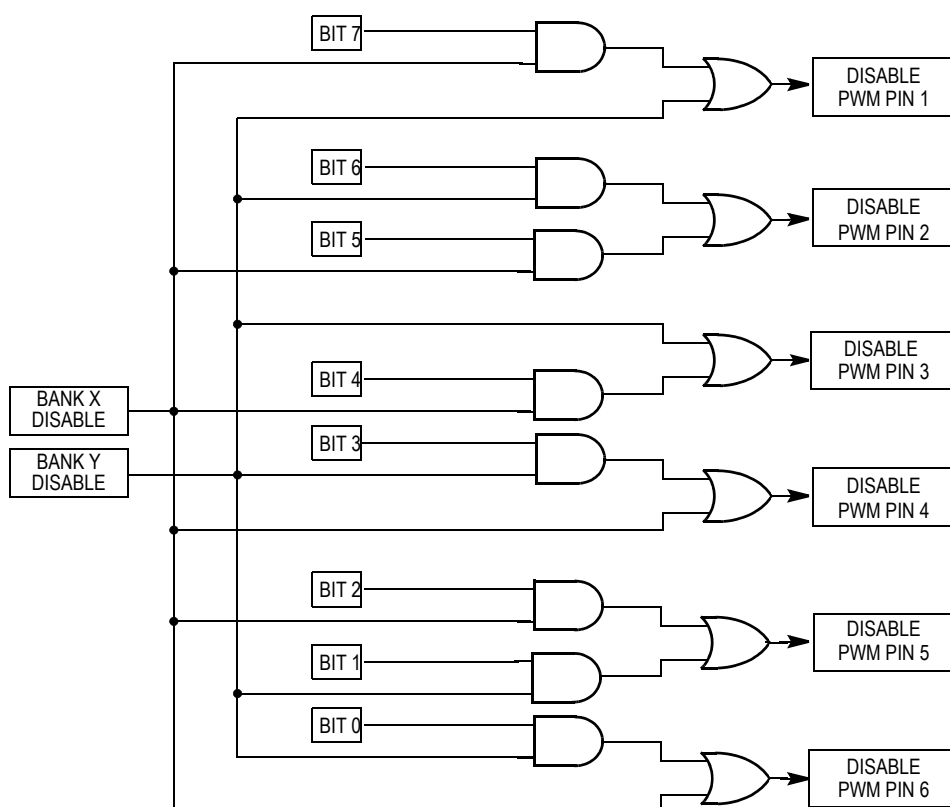 BIT 7
DISABLE
PWM PIN 1
BIT 6
DISABLE
PWM PIN 2
BIT 5
DISABLE
PWM PIN 3
BIT 4
BANK X
DISABLE
BIT 3
BANK Y
DISABLE
DISABLE
PWM PIN 4
BIT 2
DISABLE
PWM PIN 5
BIT 1
BIT 0
DISABLE
PWM PIN 6